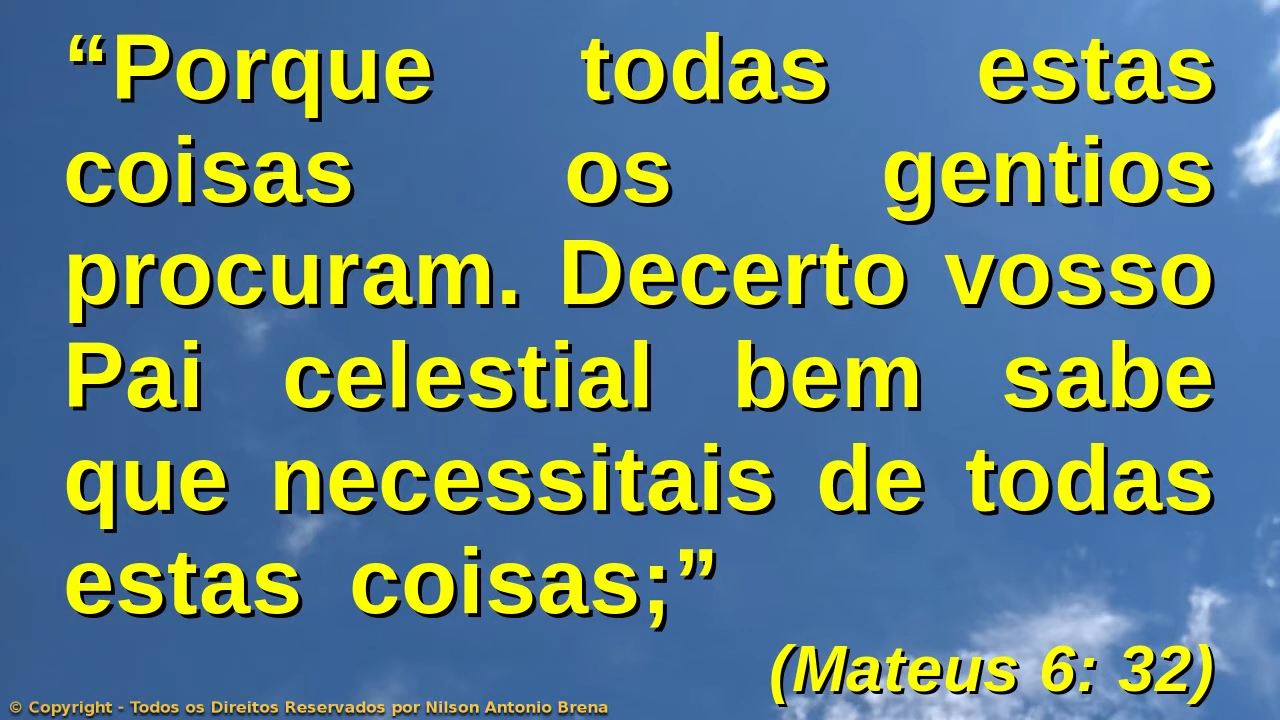 “Porque todas estas
coisas os gentios
procuram. Decerto vosso
Pai celestial bem sabe
que necessitais de todas
estas coisas;”
(Mateus 6: 32)
© Copyright - Todos os Direitos Reservados por Nilson Antonio Brena